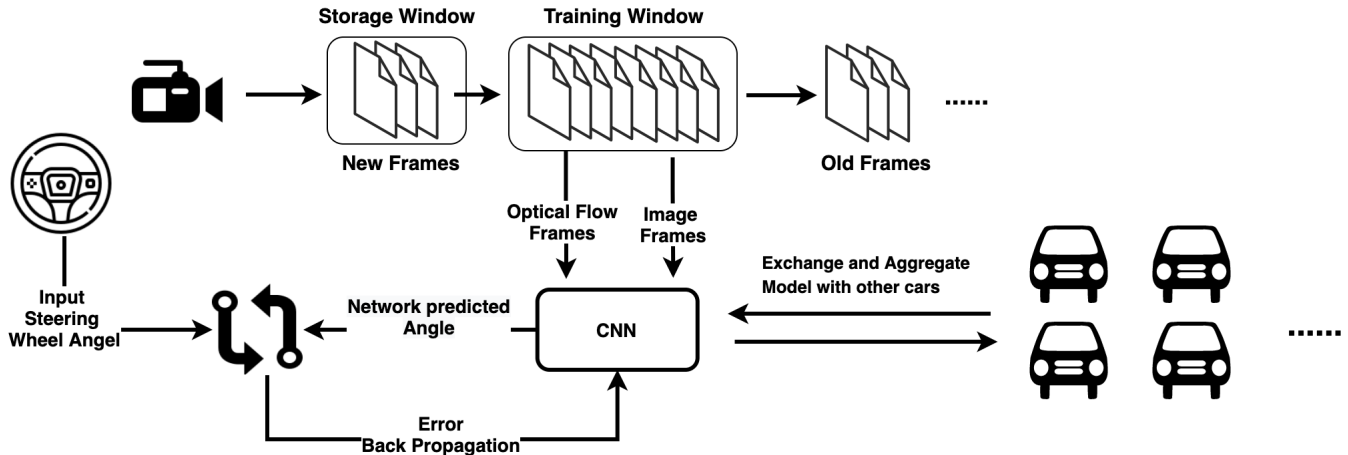 Storage Window
Training Window
New Frames
Old Frames
......
Optical Flow
Frames
Image
Frames
Exchange and Aggregate
Model with other cars
Input
Steering
Wheel Angel
Network predicted
Angle
CNN
......
Error
Back Propagation